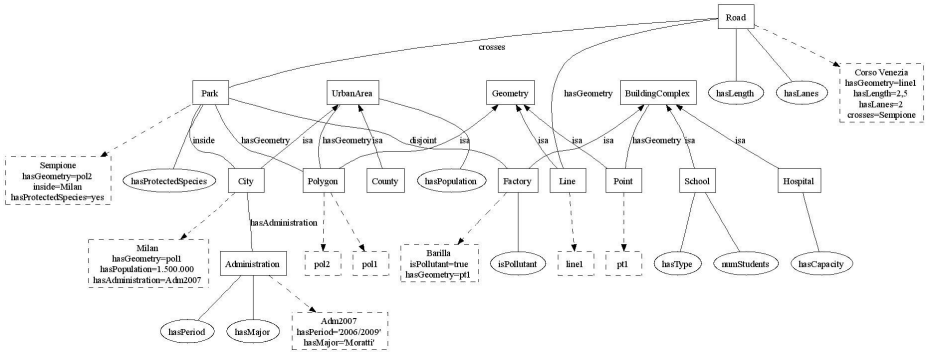 Road
crosses
Corso Venezia
hasGeometry=line1
hasLength=2,5
hasLanes=2
crosses=Sempione
Park
UrbanArea
Geometry
hasGeometry
BuildingComplex
hasLength
hasLanes
inside
hasGeometry
isa
hasGeometry
isa
disjoint
isa
isa
isa
isa
hasGeometry
isa
isa
Sempione
hasGeometry=pol2
inside=Milan
hasProtectedSpecies=yes
hasProtectedSpecies
City
Polygon
County
hasPopulation
Factory
Line
Point
School
Hospital
hasAdministration
Milan
hasGeometry=pol1
hasPopulation=1.500.000
hasAdministration=Adm2007
Administration
pol2
pol1
Barilla
isPollutant=true
hasGeometry=pt1
isPollutant
line1
pt1
hasType
numStudents
hasCapacity
hasPeriod
hasMajor
Adm2007
hasPeriod='2006/2009'
hasMajor='Moratti'